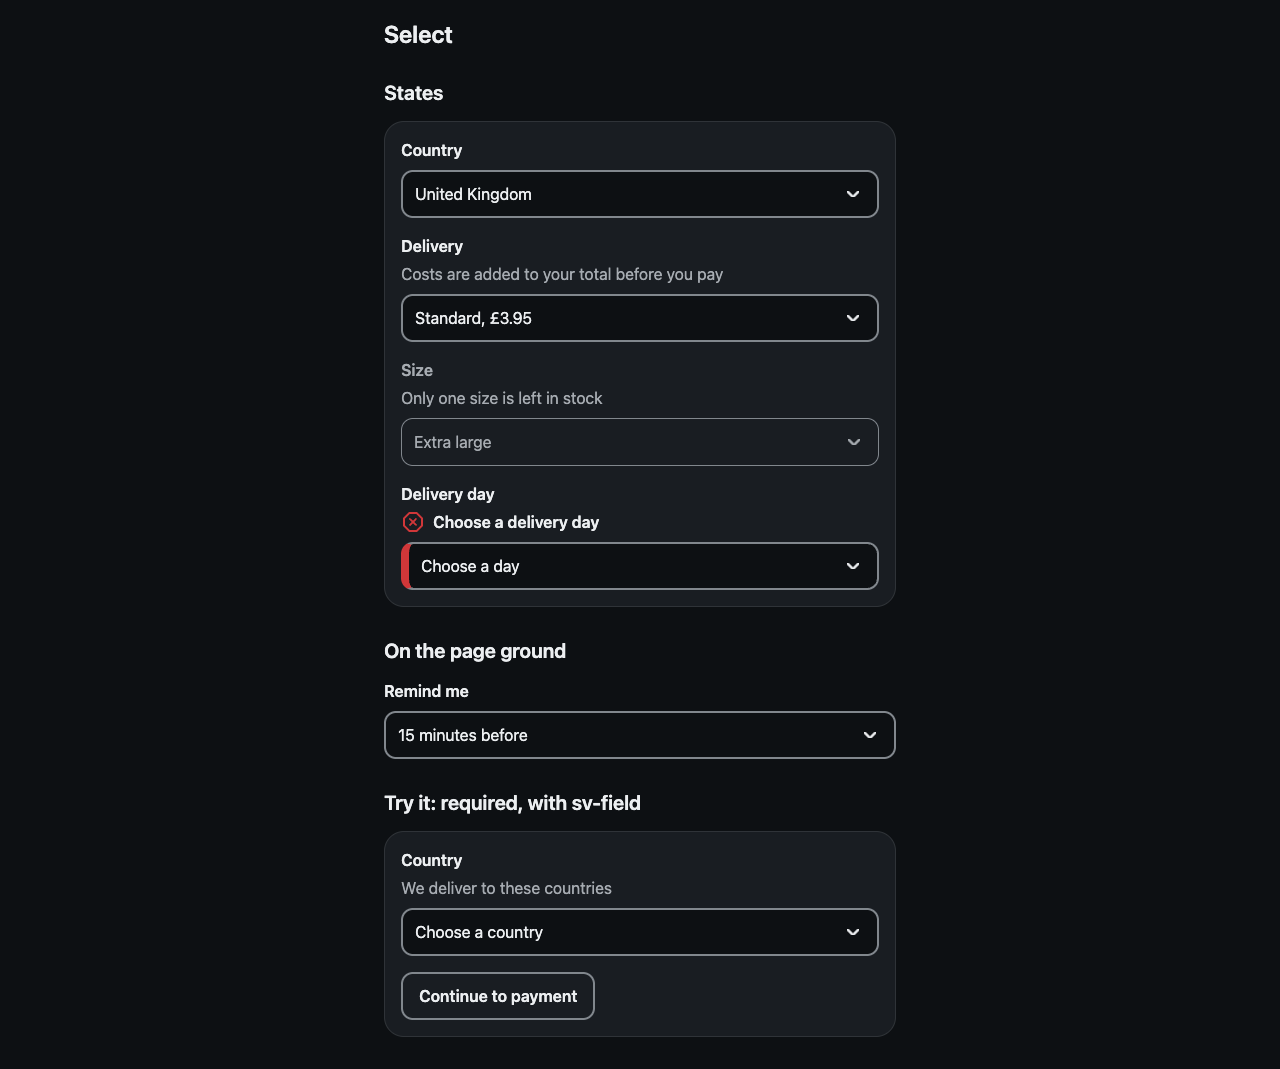 Select
States
Country
United Kingdom
Delivery
Costs are added to your total before you pay
Standard, £3.95
Size
Only one size is left in stock
Extra large
Delivery day
Choose a delivery day
Choose a day
On the page ground
Remind me
15 minutes before
Try it: required, with sv-field
Country
We deliver to these countries
Choose a country
Continue to payment